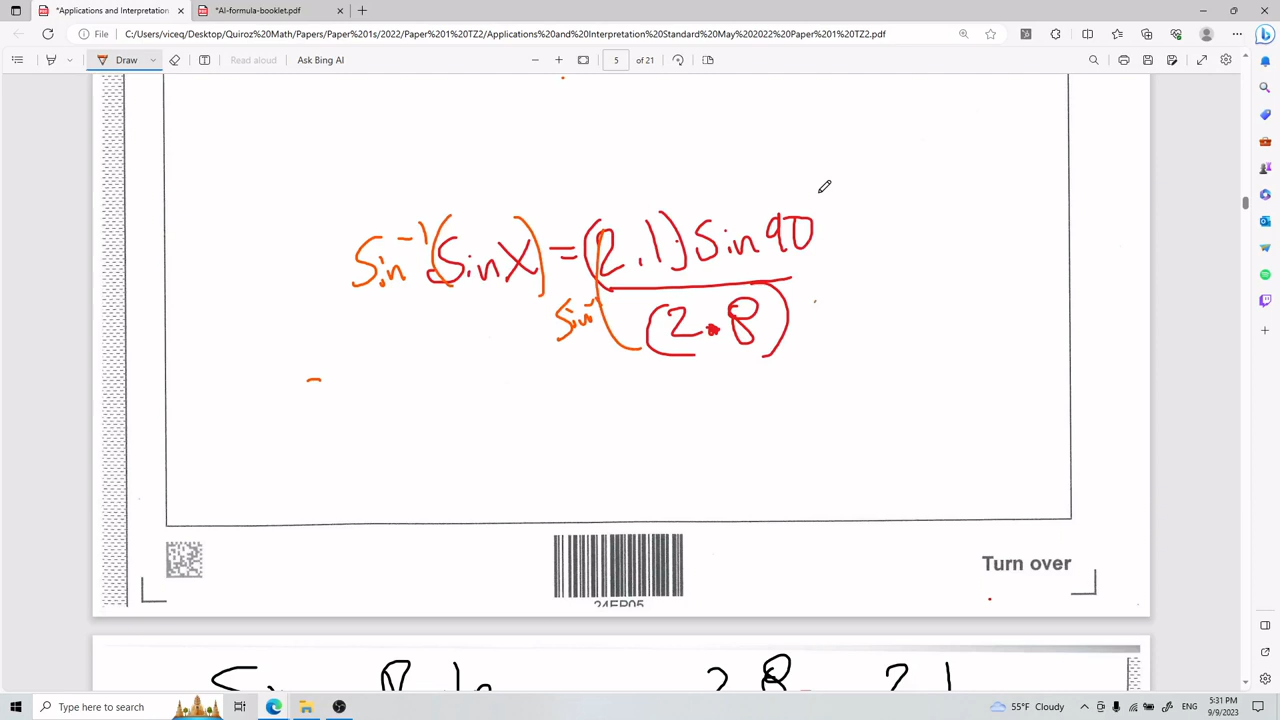 *Applications and Interpretation
*AI-formula-booklet.pdf
File
C:/Users/viceq/Desktop/Quiroz%20Math/Papers/Paper%201s/2022/Paper%201%20TZ2/Applications%20and%20Interpretation%20Standard%20May%202022%20Paper%201%20TZ2.pdf
Draw
Read aloud
Ask Bing AI
5 of 21
Sin⁻¹(Sin X) = (2.1) Sin 90
Sin⁻¹( (2.8)
Turn over
24EP05
2.8 2.1
Type here to search
55°F Cloudy
ENG
5:31 PM
9/9/2023